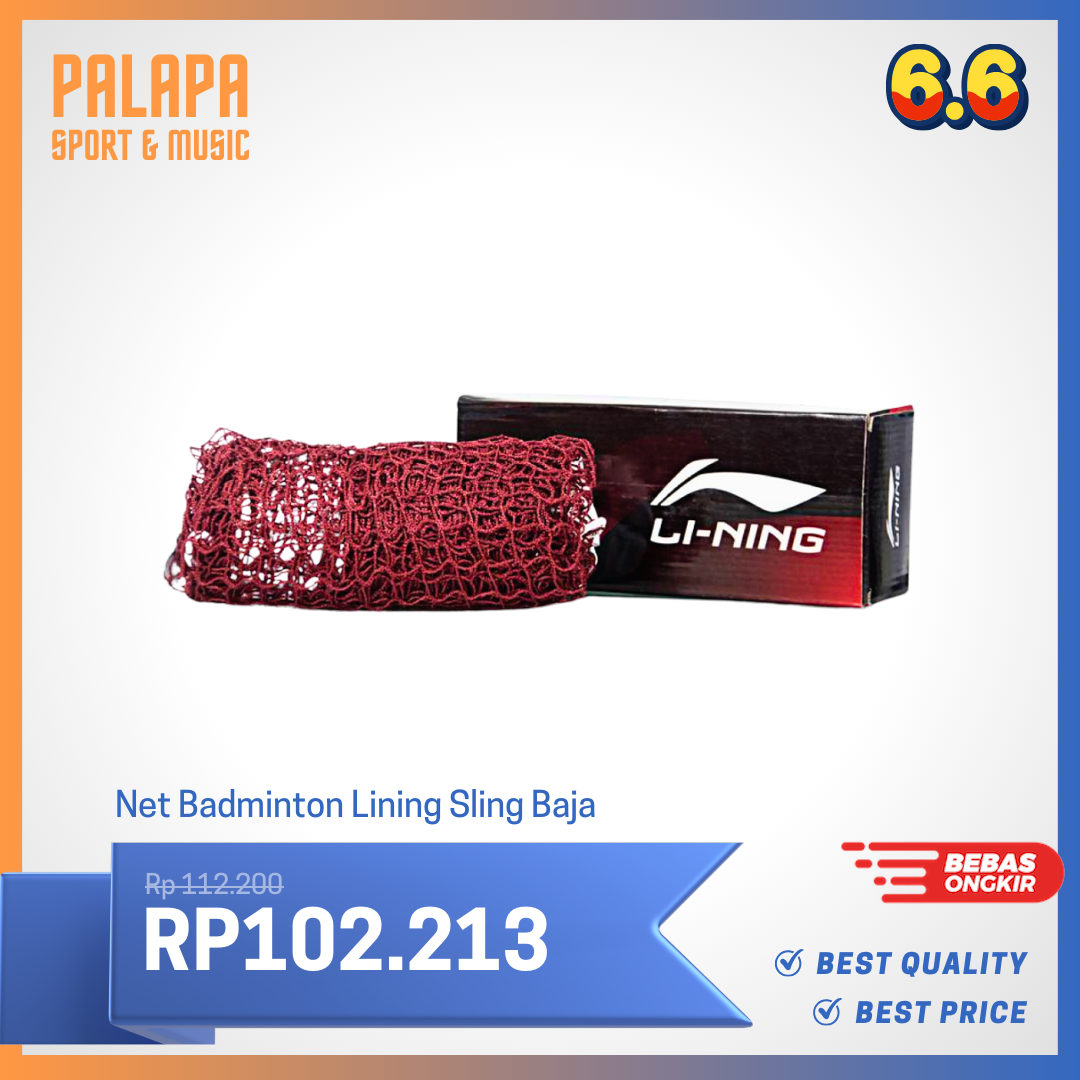 PALAPA
SPORT & MUSIC
6.6
LI-NING
LI-NING
Net Badminton Lining Sling Baja
Rp 112.200
RP102.213
BEBAS
ONGKIR
BEST QUALITY
BEST PRICE